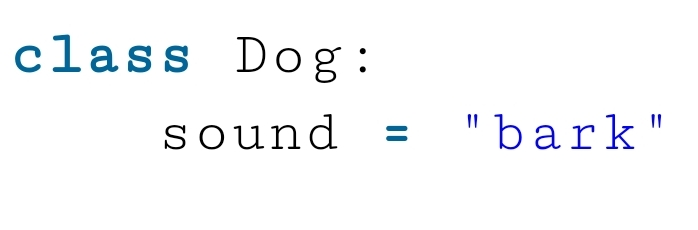 class Dog:
    sound = "bark"